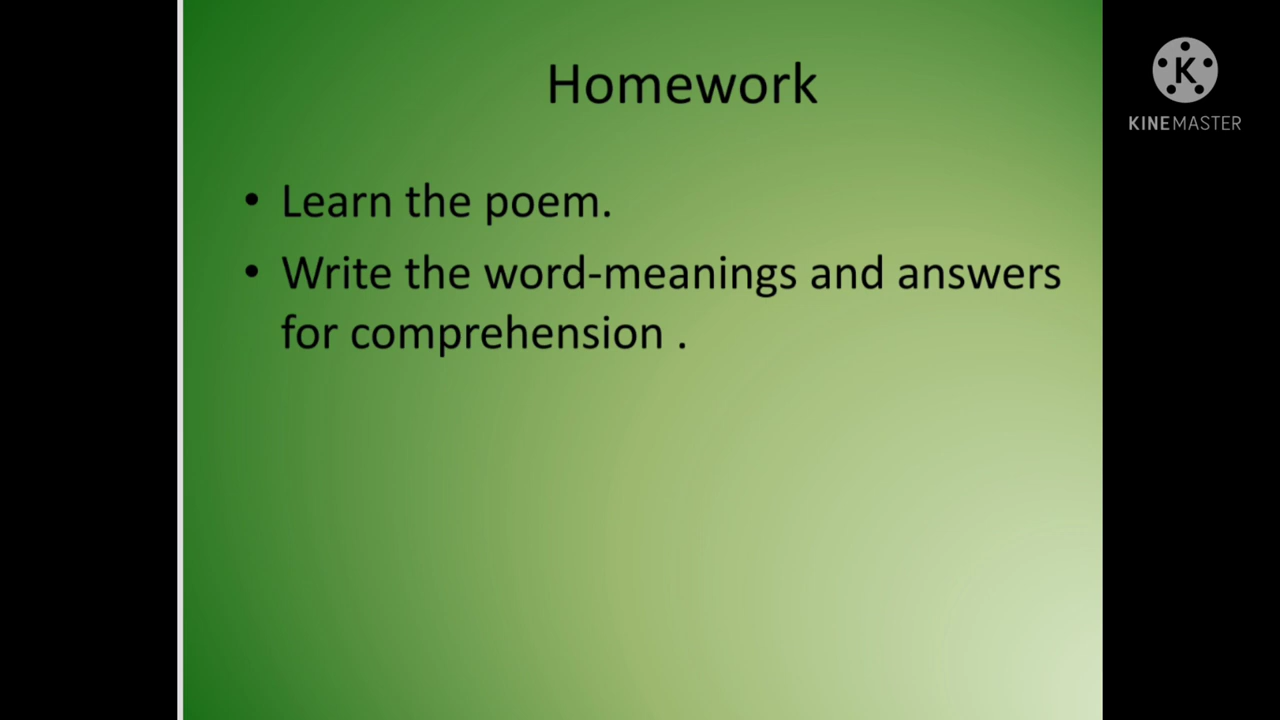 Homework
K
KINEMASTER
• Learn the poem.
• Write the word-meanings and answers
for comprehension .